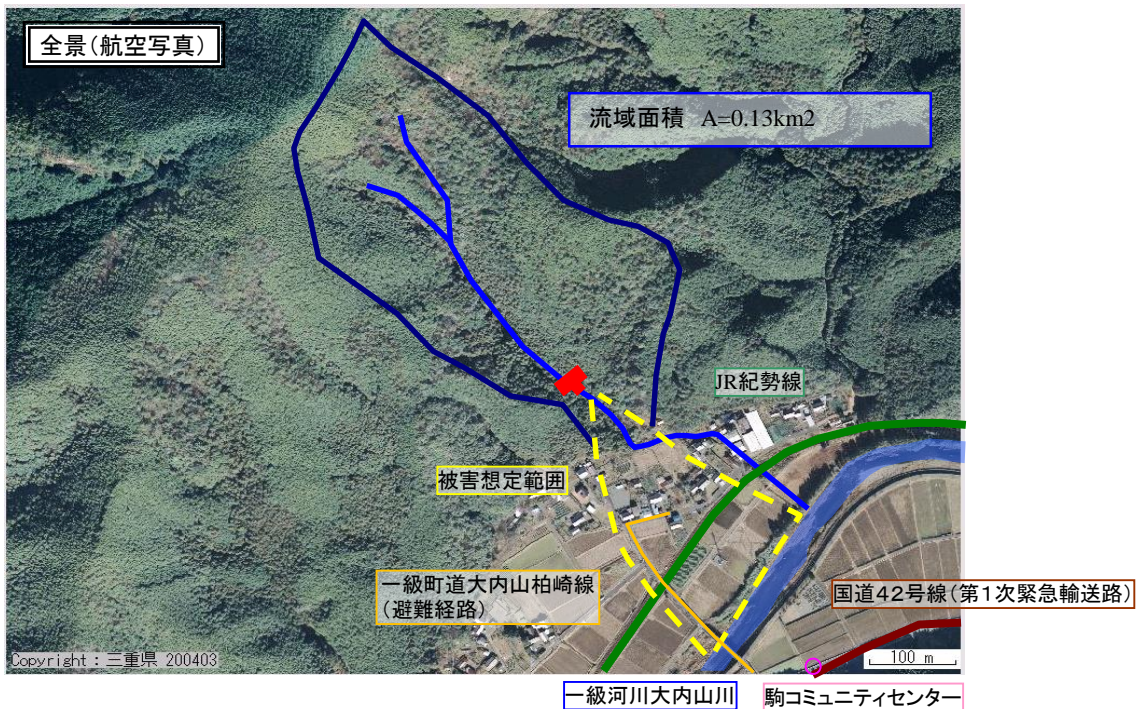 全景(航空写真)
流域面積 A=0.13km2
JR紀勢線
被害想定範囲
一級町道大内山柏崎線
(避難経路)
国道42号線(第1次緊急輸送路)
Copyright：三重県 200403
100 m
一級河川大内山川
駒コミュニティセンター